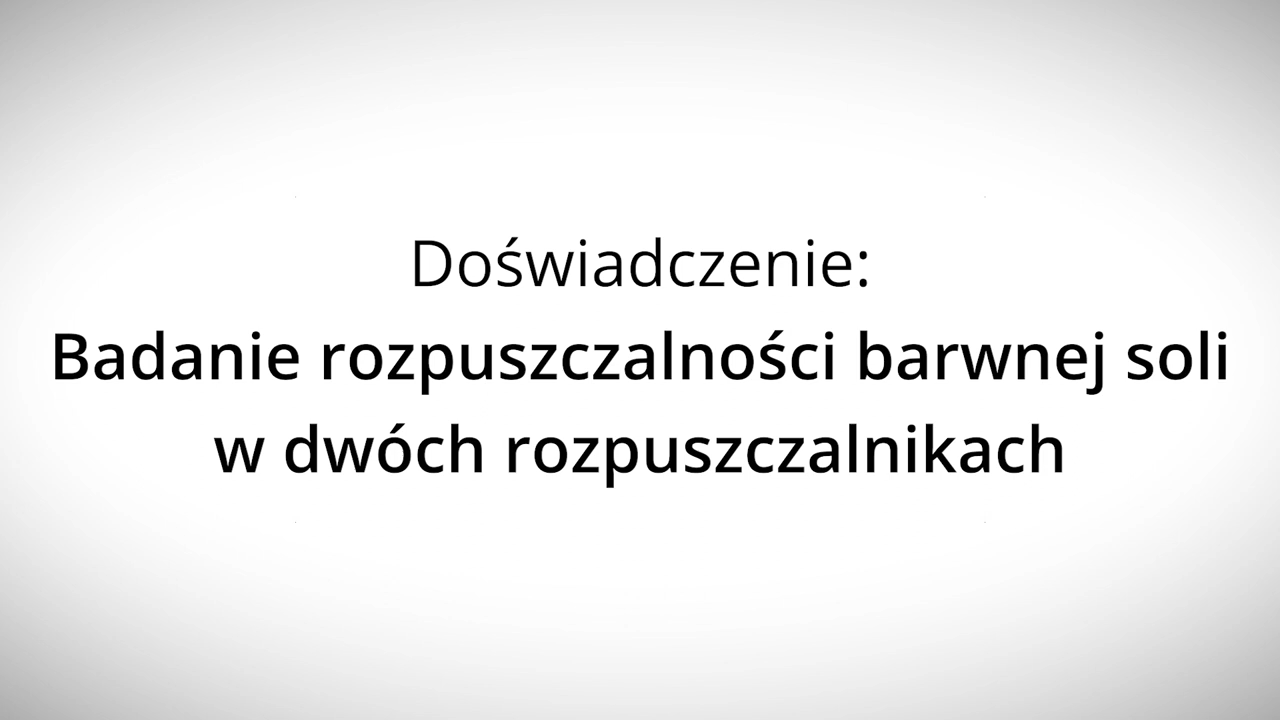 Doświadczenie:
Badanie rozpuszczalności barwnej soli
w dwóch rozpuszczalnikach